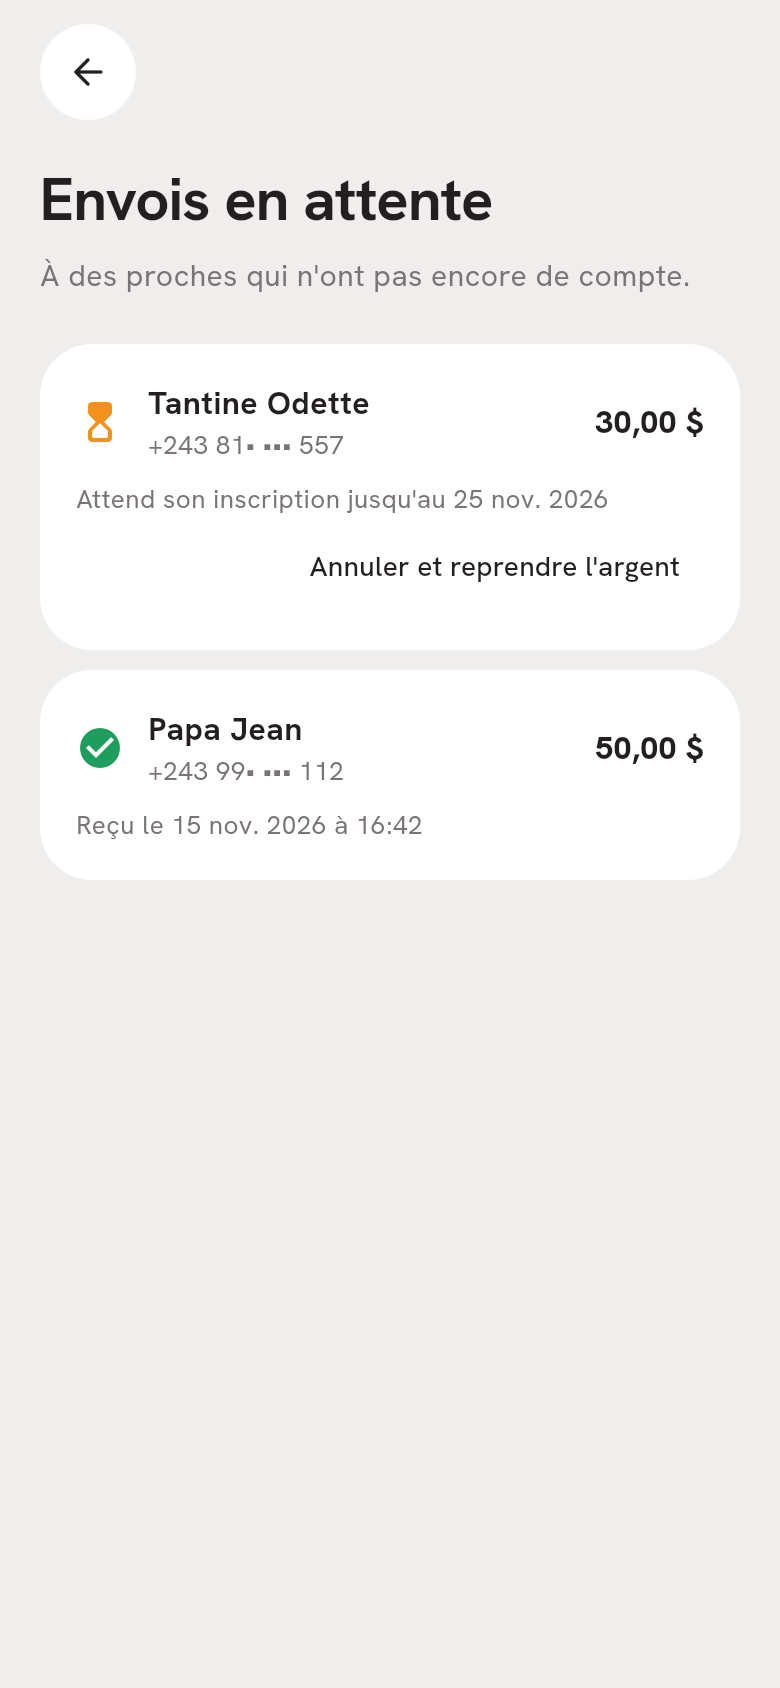 Envois en attente
À des proches qui n'ont pas encore de compte.
Tantine Odette
30,00 $
+243 81▪ ▪▪▪ 557
Attend son inscription jusqu'au 25 nov. 2026
Annuler et reprendre l'argent
Papa Jean
50,00 $
+243 99▪ ▪▪▪ 112
Reçu le 15 nov. 2026 à 16:42